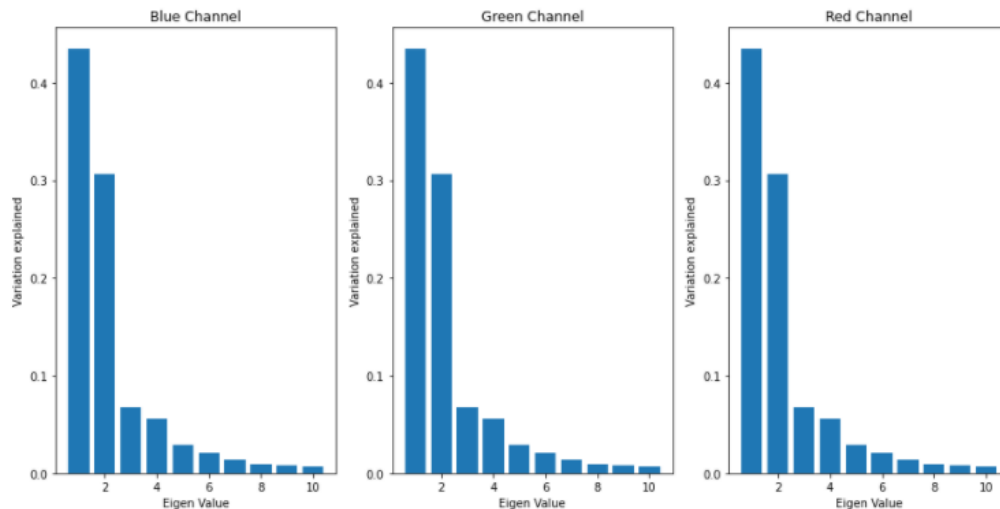 Blue Channel
Green Channel
Red Channel
Variation explained
0.4
0.3
0.2
0.1
0.0
2 4 6 8 10
Eigen Value
Variation explained
0.4
0.3
0.2
0.1
0.0
2 4 6 8 10
Eigen Value
Variation explained
0.4
0.3
0.2
0.1
0.0
2 4 6 8 10
Eigen Value